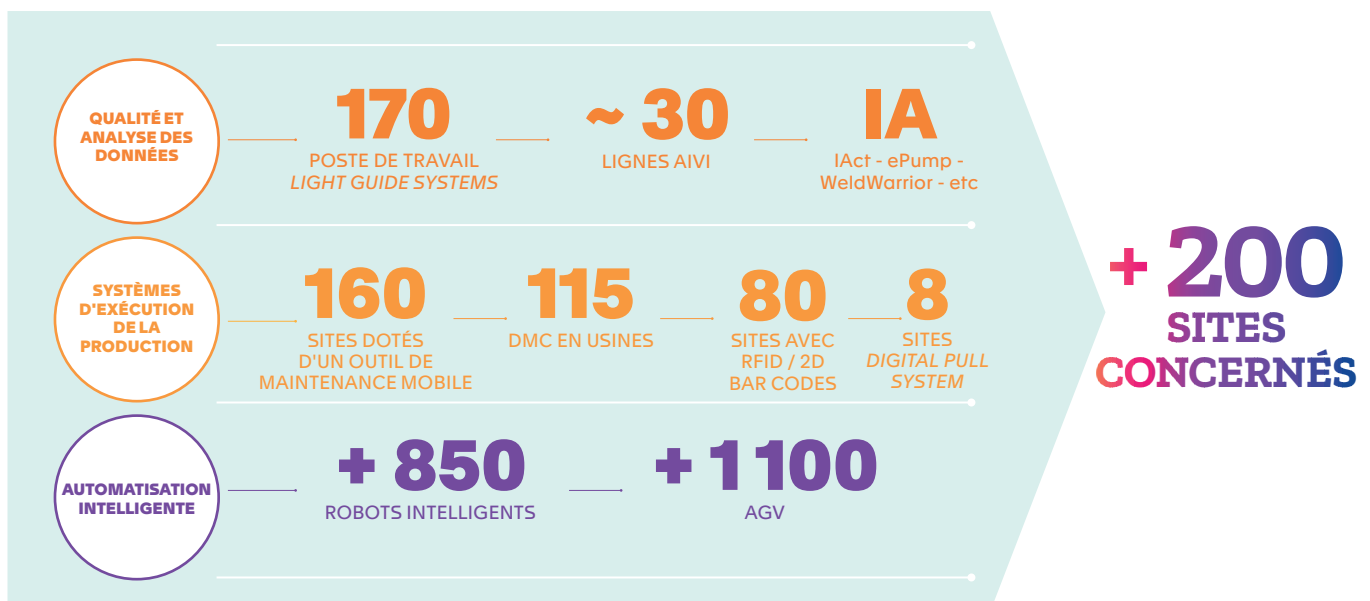 QUALITÉ ET
ANALYSE DES
DONNÉES
170
POSTE DE TRAVAIL
LIGHT GUIDE SYSTEMS
~ 30
LIGNES AIVI
IA
IAct - ePump -
WeldWarrior - etc
SYSTÈMES
D'EXÉCUTION
DE LA
PRODUCTION
160
SITES DOTÉS
D'UN OUTIL DE
MAINTENANCE MOBILE
115
DMC EN USINES
80
SITES AVEC
RFID / 2D
BAR CODES
8
SITES
DIGITAL PULL
SYSTEM
AUTOMATISATION
INTELLIGENTE
+ 850
ROBOTS INTELLIGENTS
+ 1 100
AGV
+ 200
SITES
CONCERNÉS